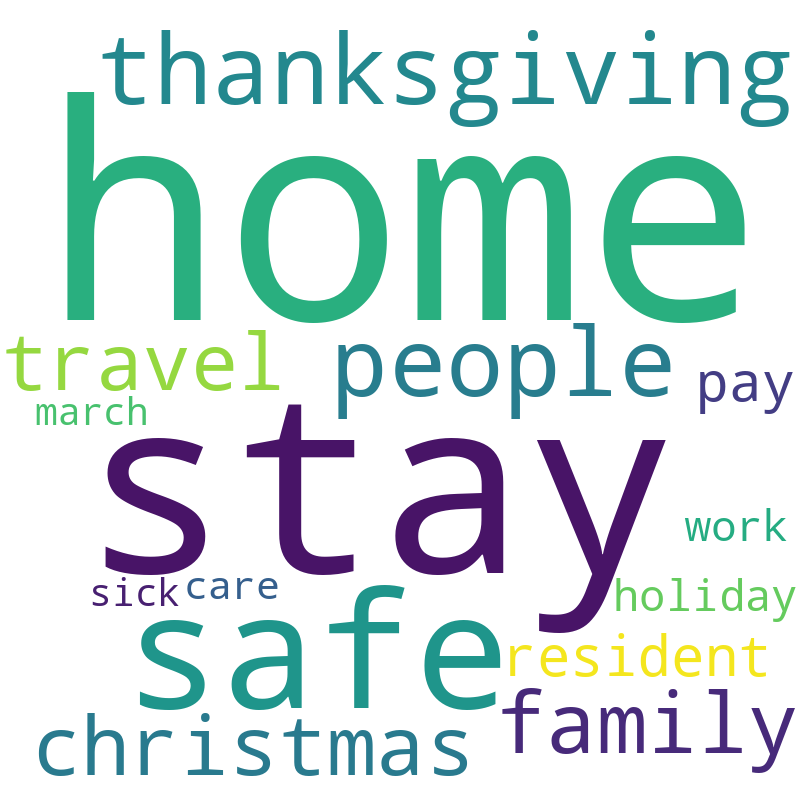 thanksgiving
home
travel people pay
march
stay
work
sick care holiday
safe resident
christmas family